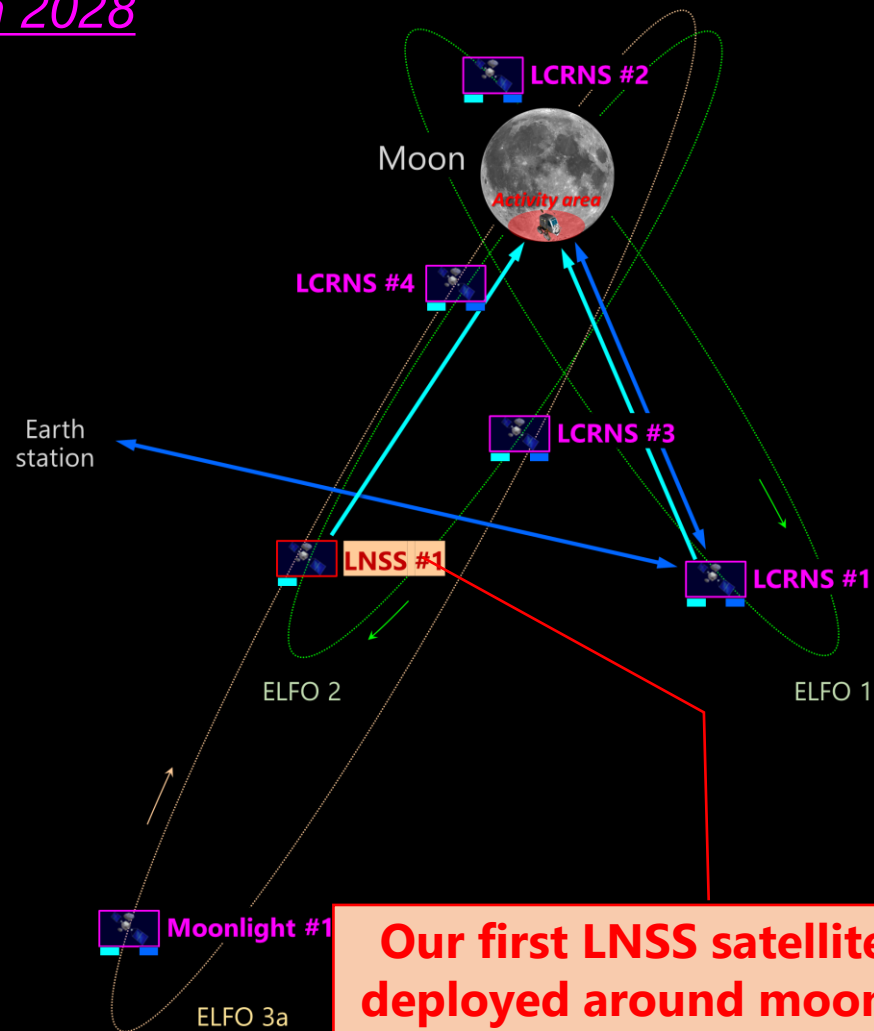 2028
LCRNS #2
Moon
Activity area
LCRNS #4
Earth
station
LCRNS #3
LNSS #1
LCRNS #1
ELFO 2
ELFO 1
Moonlight #1
Our first LNSS satellite
deployed around moon
ELFO 3a